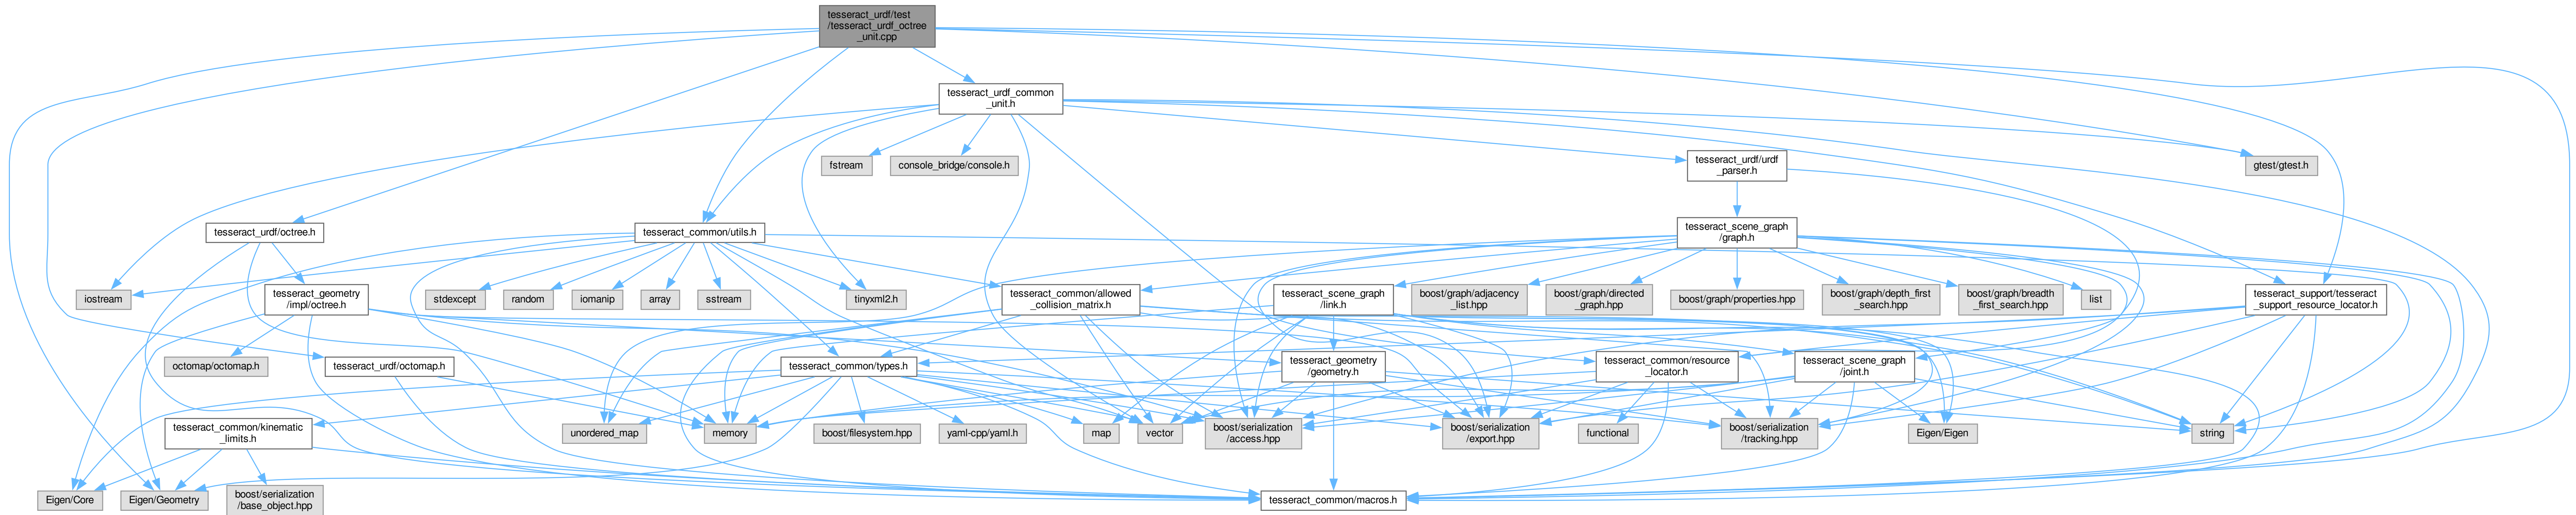 tesseract_urdf/test
/tesseract_urdf_octree
_unit.cpp
tesseract_urdf_common
_unit.h
fstream
console_bridge/console.h
tesseract_urdf/urdf
_parser.h
gtest/gtest.h
tesseract_urdf/octree.h
tesseract_common/utils.h
tesseract_scene_graph
/graph.h
iostream
tesseract_geometry
/impl/octree.h
stdexcept
random
iomanip
array
sstream
tinyxml2.h
tesseract_common/allowed
_collision_matrix.h
tesseract_scene_graph
/link.h
boost/graph/adjacency
_list.hpp
boost/graph/directed
_graph.hpp
boost/graph/properties.hpp
boost/graph/depth_first
_search.hpp
boost/graph/breadth
_first_search.hpp
list
tesseract_support/tesseract
_support_resource_locator.h
octomap/octomap.h
tesseract_urdf/octomap.h
tesseract_common/types.h
tesseract_geometry
/geometry.h
tesseract_common/resource
_locator.h
tesseract_scene_graph
/joint.h
tesseract_common/kinematic
_limits.h
unordered_map
memory
boost/filesystem.hpp
yaml-cpp/yaml.h
map
vector
boost/serialization
/access.hpp
boost/serialization
/export.hpp
functional
boost/serialization
/tracking.hpp
Eigen/Eigen
string
Eigen/Core
Eigen/Geometry
boost/serialization
/base_object.hpp
tesseract_common/macros.h